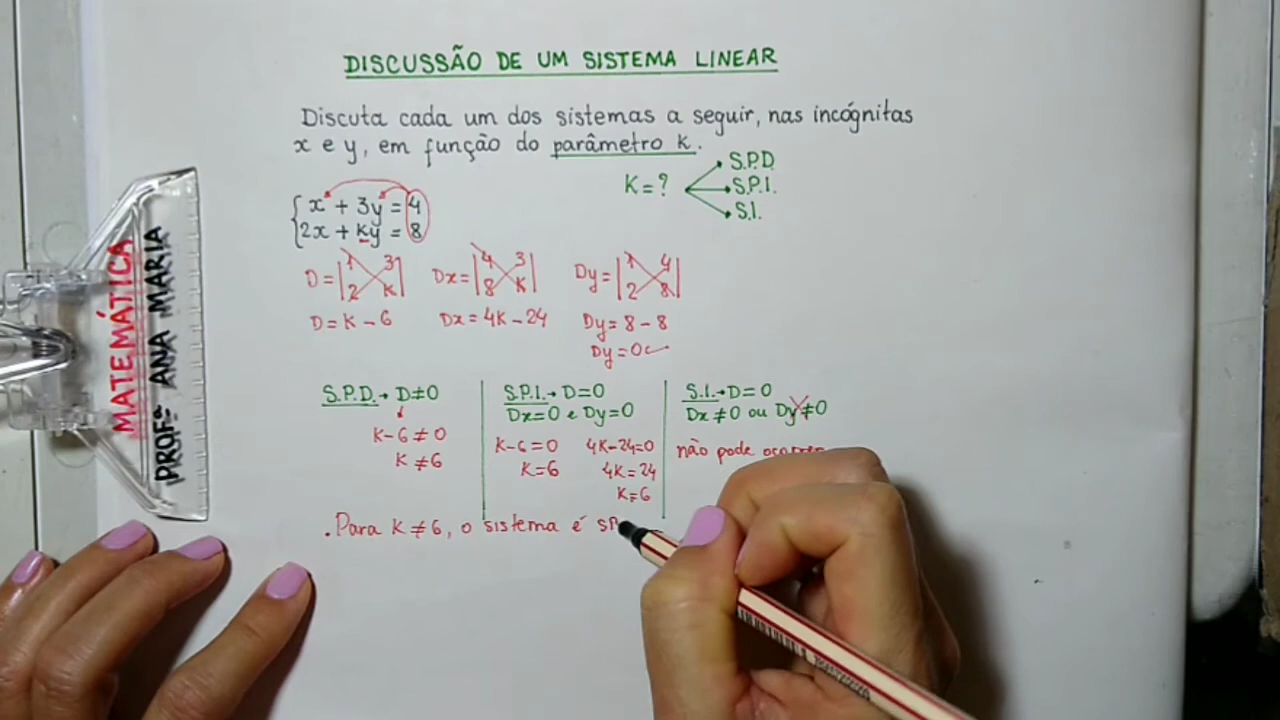 DISCUSSÃO DE UM SISTEMA LINEAR
Discuta cada um dos sistemas a seguir, nas incógnitas
x e y, em função do parâmetro k.
K = ?
S.P.D.
S.P.I.
S.I.
x + 3y = 4
2x + ky = 8
D = |1 3|
|2 K|
Dx = |4 3|
|8 K|
Dy = |1 4|
|2 8|
D = K - 6
Dx = 4K - 24
Dy = 8 - 8
Dy = 0
S.P.D. → D ≠ 0
K - 6 ≠ 0
K ≠ 6
S.P.I. → D = 0
Dx = 0 e Dy = 0
K - 6 = 0 4K - 24 = 0
K = 6 4K = 24
K = 6
S.I. → D = 0
Dx ≠ 0 ou Dy ≠ 0
não pode
. Para K ≠ 6, o sistema é SP
MATEMÁTICA
PROFª ANA MARIA